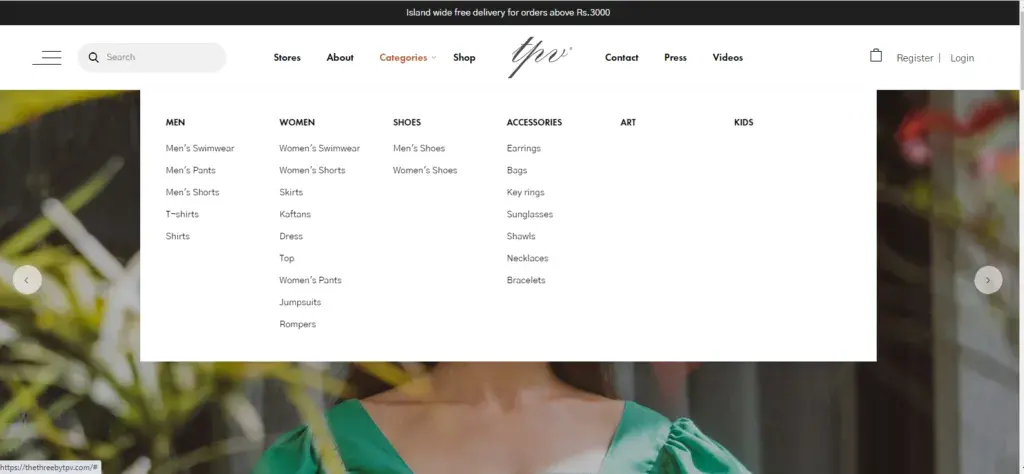 Island wide free delivery for orders above Rs.3000
Search
Stores About Categories Shop tpv Contact Press Videos
Register | Login
MEN
Men's Swimwear
Men's Pants
Men's Shorts
T-shirts
Shirts
WOMEN
Women's Swimwear
Women's Shorts
Skirts
Kaftans
Dress
Top
Women's Pants
Jumpsuits
Rompers
SHOES
Men's Shoes
Women's Shoes
ACCESSORIES
Earrings
Bags
Key rings
Sunglasses
Shawls
Necklaces
Bracelets
ART
KIDS
https://thethreebytpv.com/#